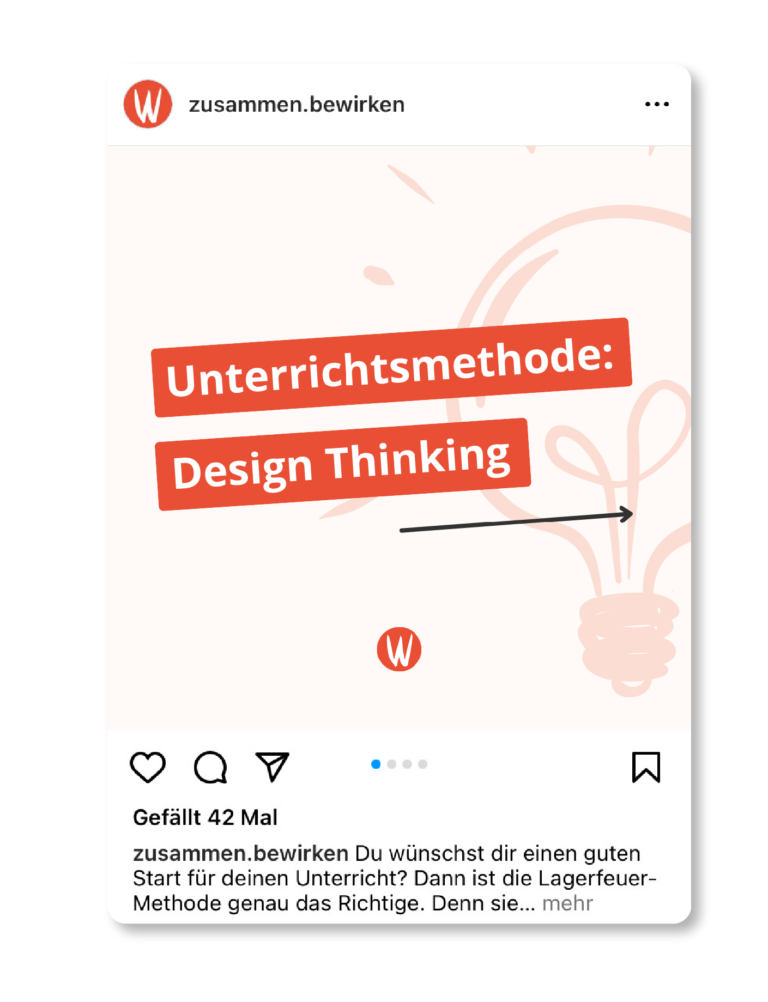 W
zusammen.bewirken
Unterrichtsmethode:
Design Thinking
W
Gefällt 42 Mal
zusammen.bewirken Du wünschst dir einen guten
Start für deinen Unterricht? Dann ist die Lagerfeuer-
Methode genau das Richtige. Denn sie... mehr